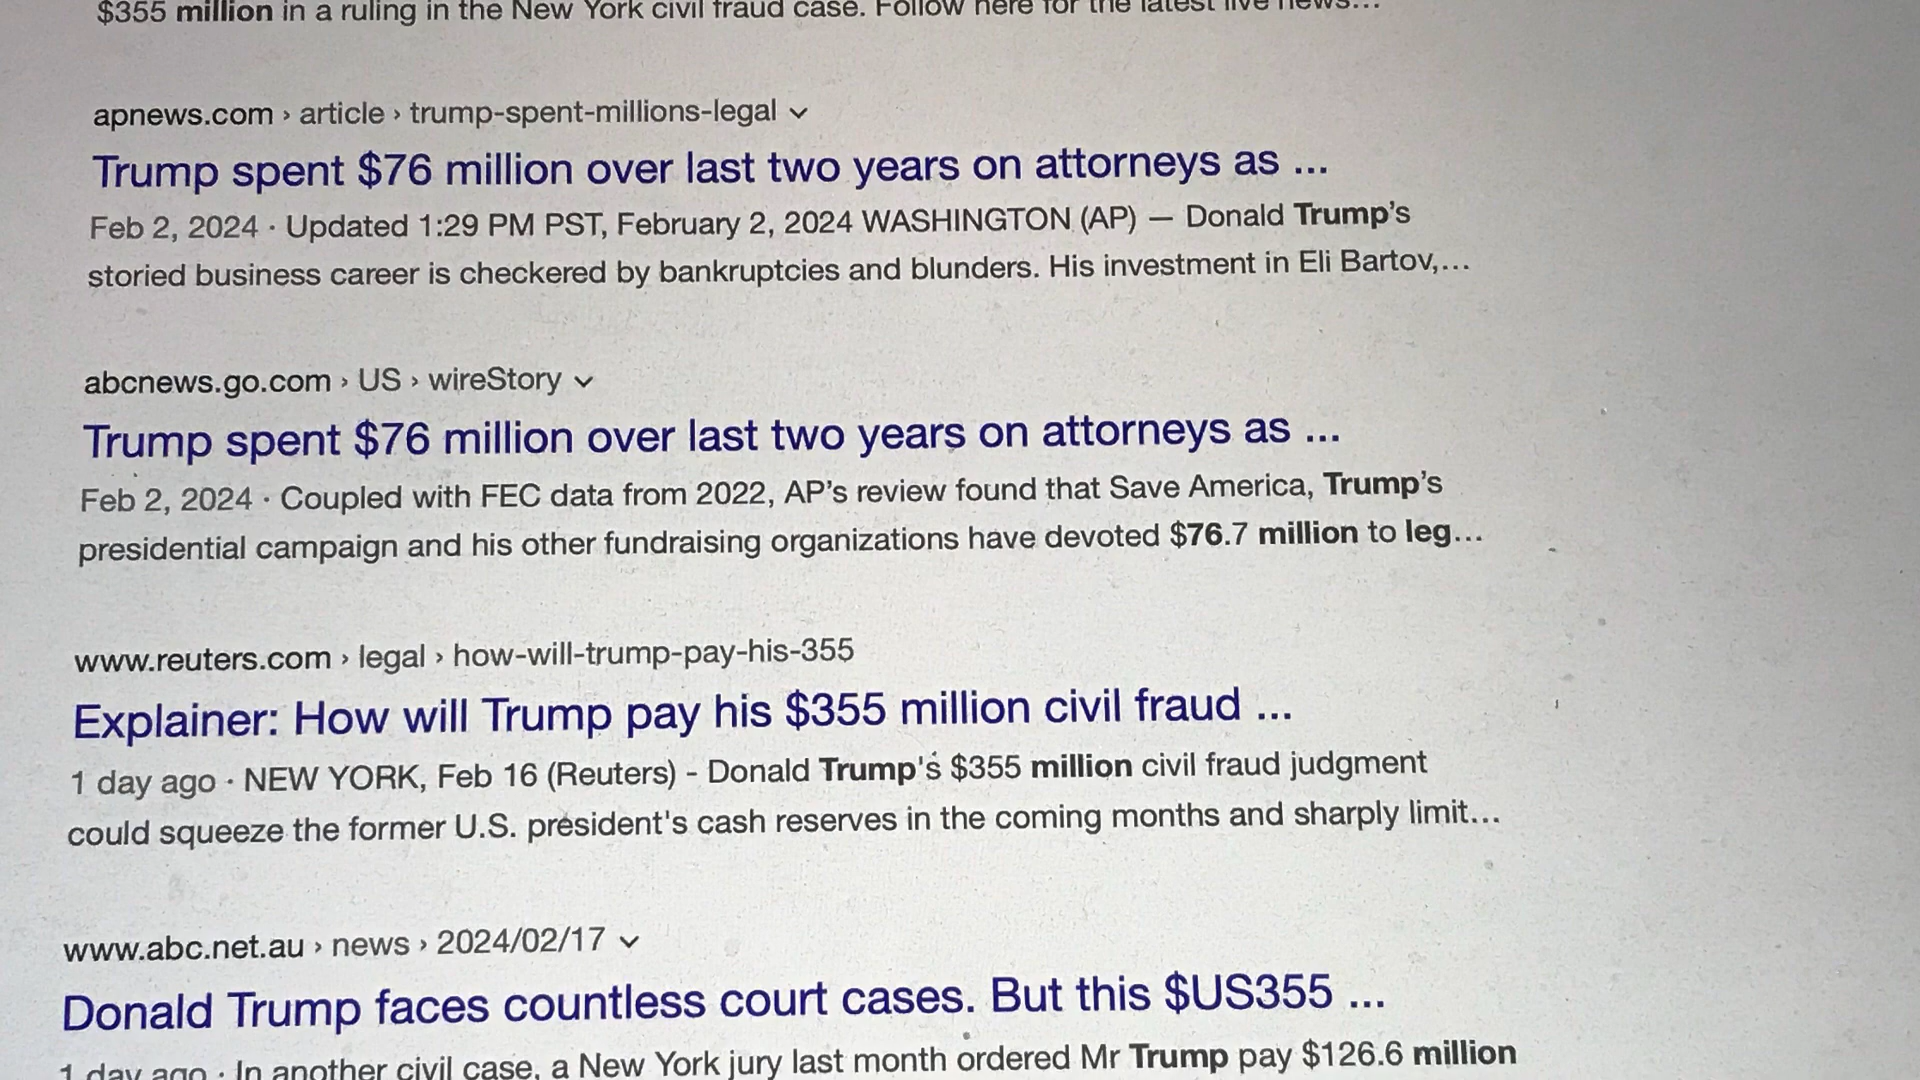 $355 million in a ruling in the New York civil fraud case. Follow here for the latest live news...
apnews.com › article › trump-spent-millions-legal
Trump spent $76 million over last two years on attorneys as ...
Feb 2, 2024 · Updated 1:29 PM PST, February 2, 2024 WASHINGTON (AP) — Donald Trump’s
storied business career is checkered by bankruptcies and blunders. His investment in Eli Bartov,...
abcnews.go.com › US › wireStory
Trump spent $76 million over last two years on attorneys as ...
Feb 2, 2024 · Coupled with FEC data from 2022, AP’s review found that Save America, Trump’s
presidential campaign and his other fundraising organizations have devoted $76.7 million to leg...
www.reuters.com › legal › how-will-trump-pay-his-355
Explainer: How will Trump pay his $355 million civil fraud ...
1 day ago · NEW YORK, Feb 16 (Reuters) - Donald Trump's $355 million civil fraud judgment
could squeeze the former U.S. president's cash reserves in the coming months and sharply limit...
www.abc.net.au › news › 2024/02/17
Donald Trump faces countless court cases. But this $US355 ...
1 day ago · In another civil case, a New York jury last month ordered Mr Trump pay $126.6 million